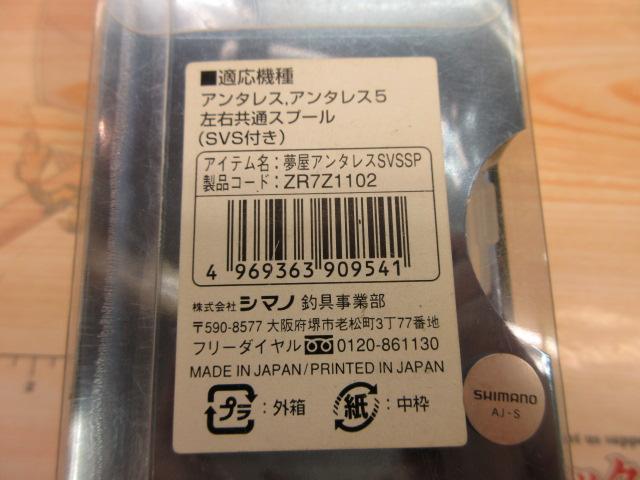 ■適応機種
アンタレス,アンタレス5
左右共通スプール
(SVS付き)
アイテム名:夢屋アンタレスSVSSP
製品コード:ZR7Z1102
4 969363 909541
株式会社 シマノ 釣具事業部
〒590-8577 大阪府堺市老松町3丁77番地
フリーダイヤル 0120-861130
MADE IN JAPAN/PRINTED IN JAPAN
プラ:外箱 紙:中枠
SHIMANO
AJ-S